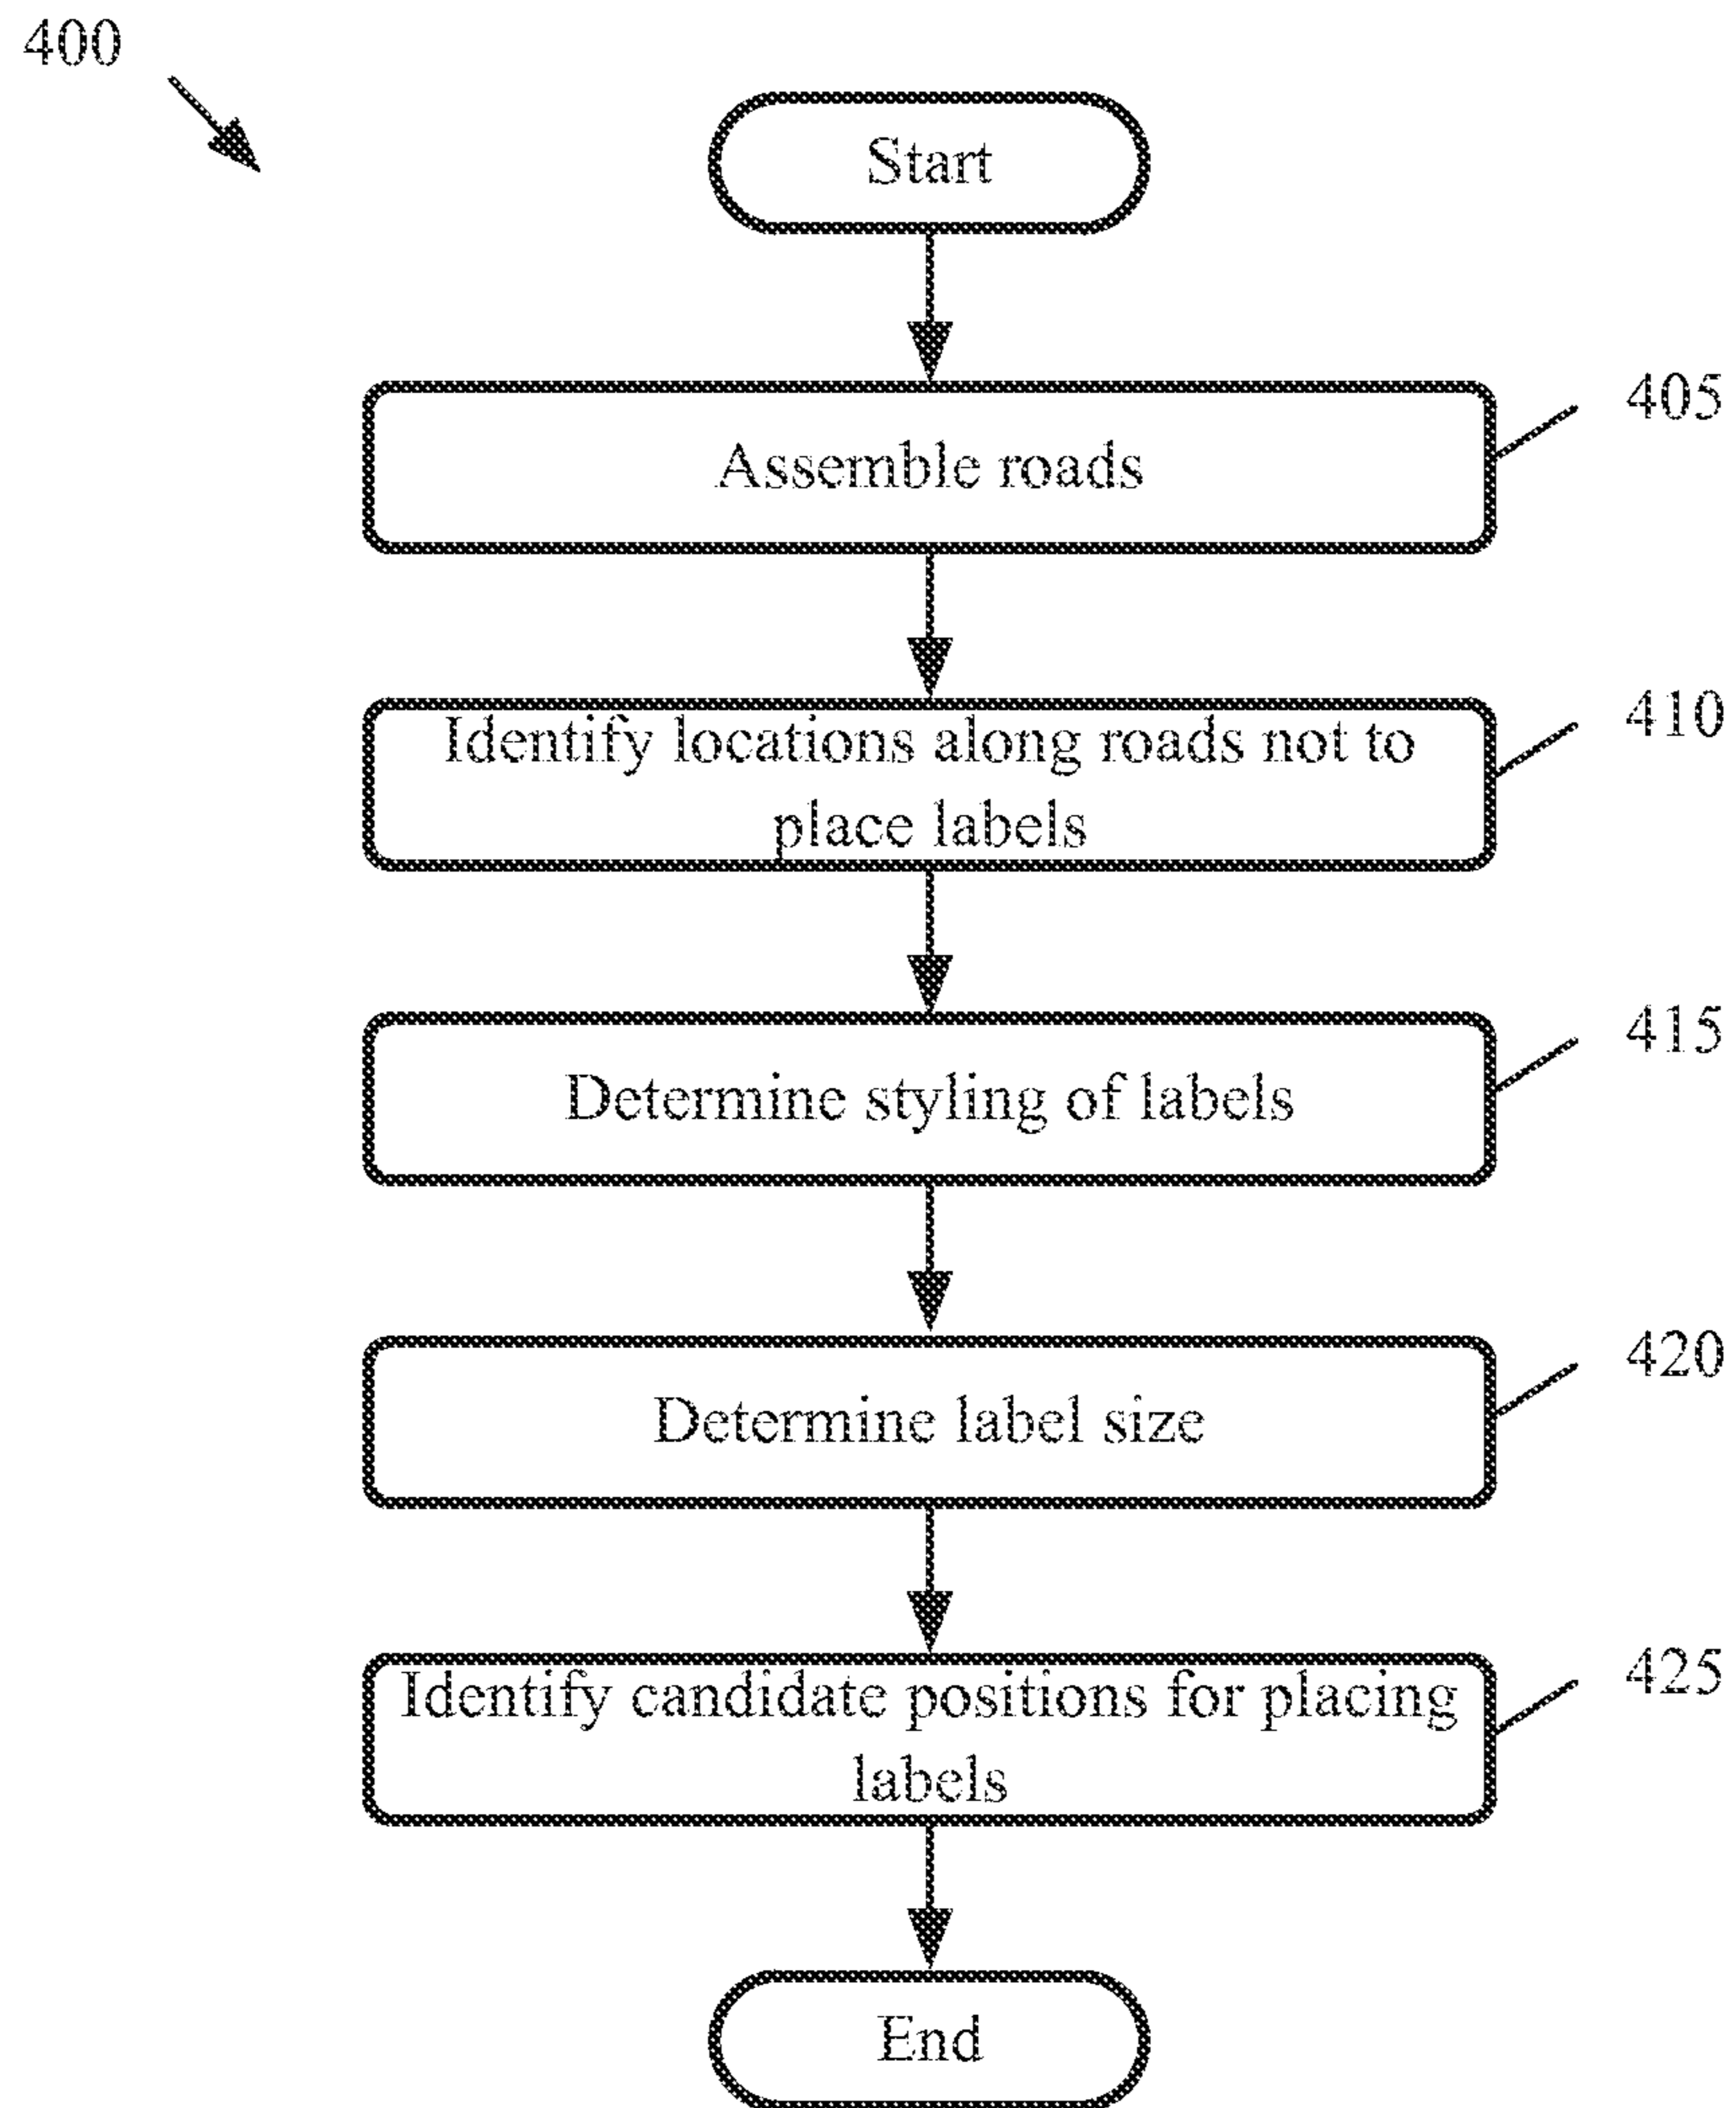 400
Start
Assemble roads
405
Identify locations along roads not to
place labels
410
Determine styling of labels
415
Determine label size
420
Identify candidate positions for placing
labels
425
End